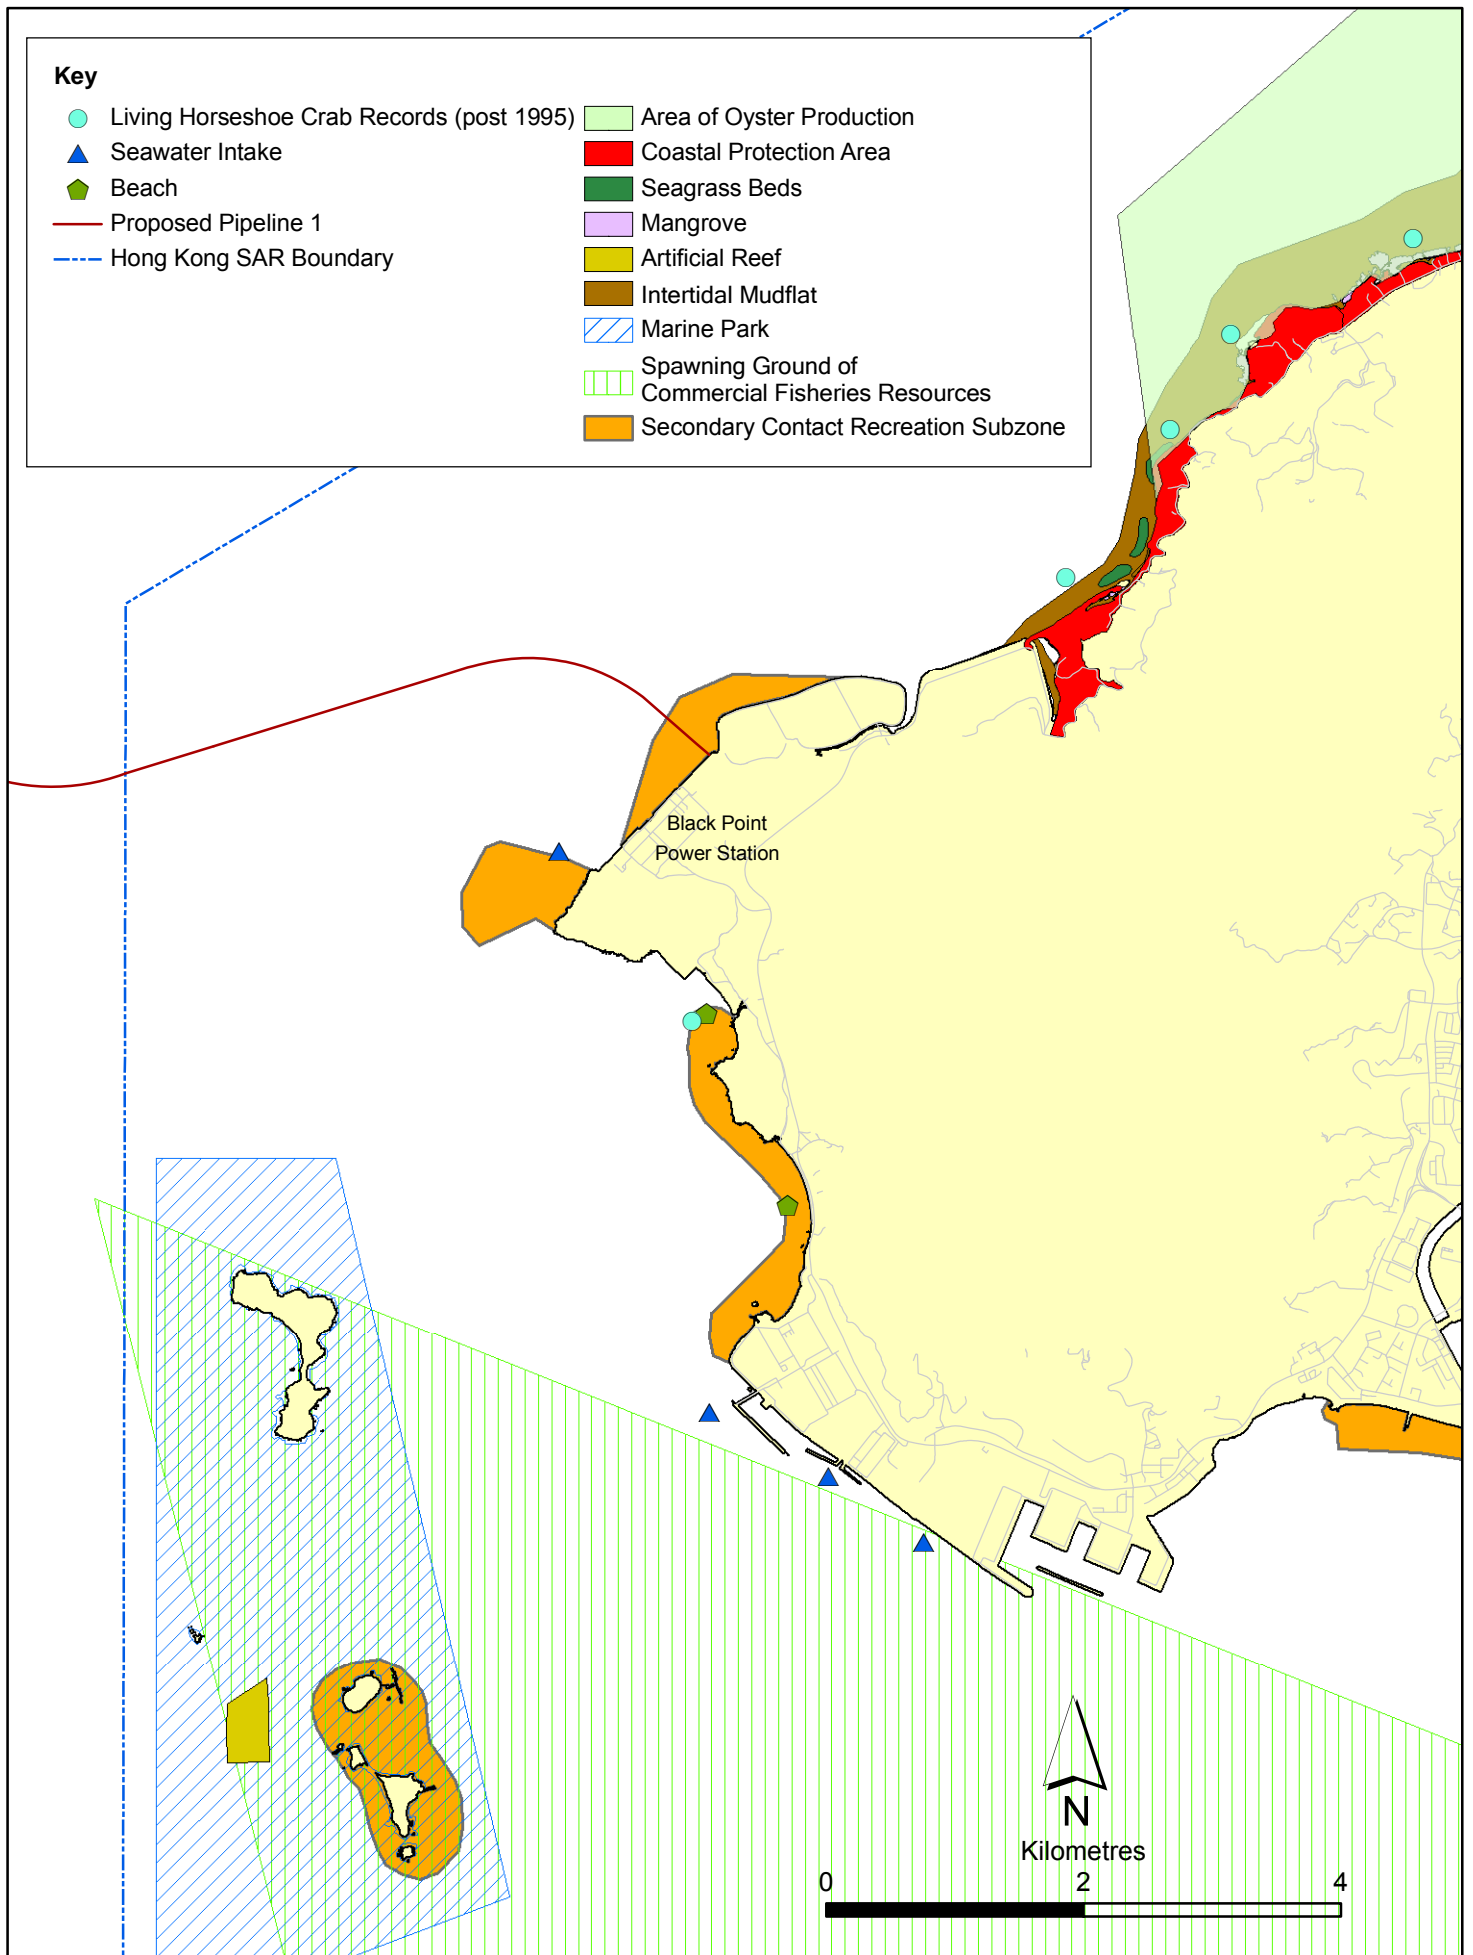 Key
Living Horseshoe Crab Records (post 1995)
Seawater Intake
Beach
Proposed Pipeline 1
Hong Kong SAR Boundary
Area of Oyster Production
Coastal Protection Area
Seagrass Beds
Mangrove
Artificial Reef
Intertidal Mudflat
Marine Park
Spawning Ground of
Commercial Fisheries Resources
Secondary Contact Recreation Subzone
Black Point
Power Station
N
Kilometres
0 2 4